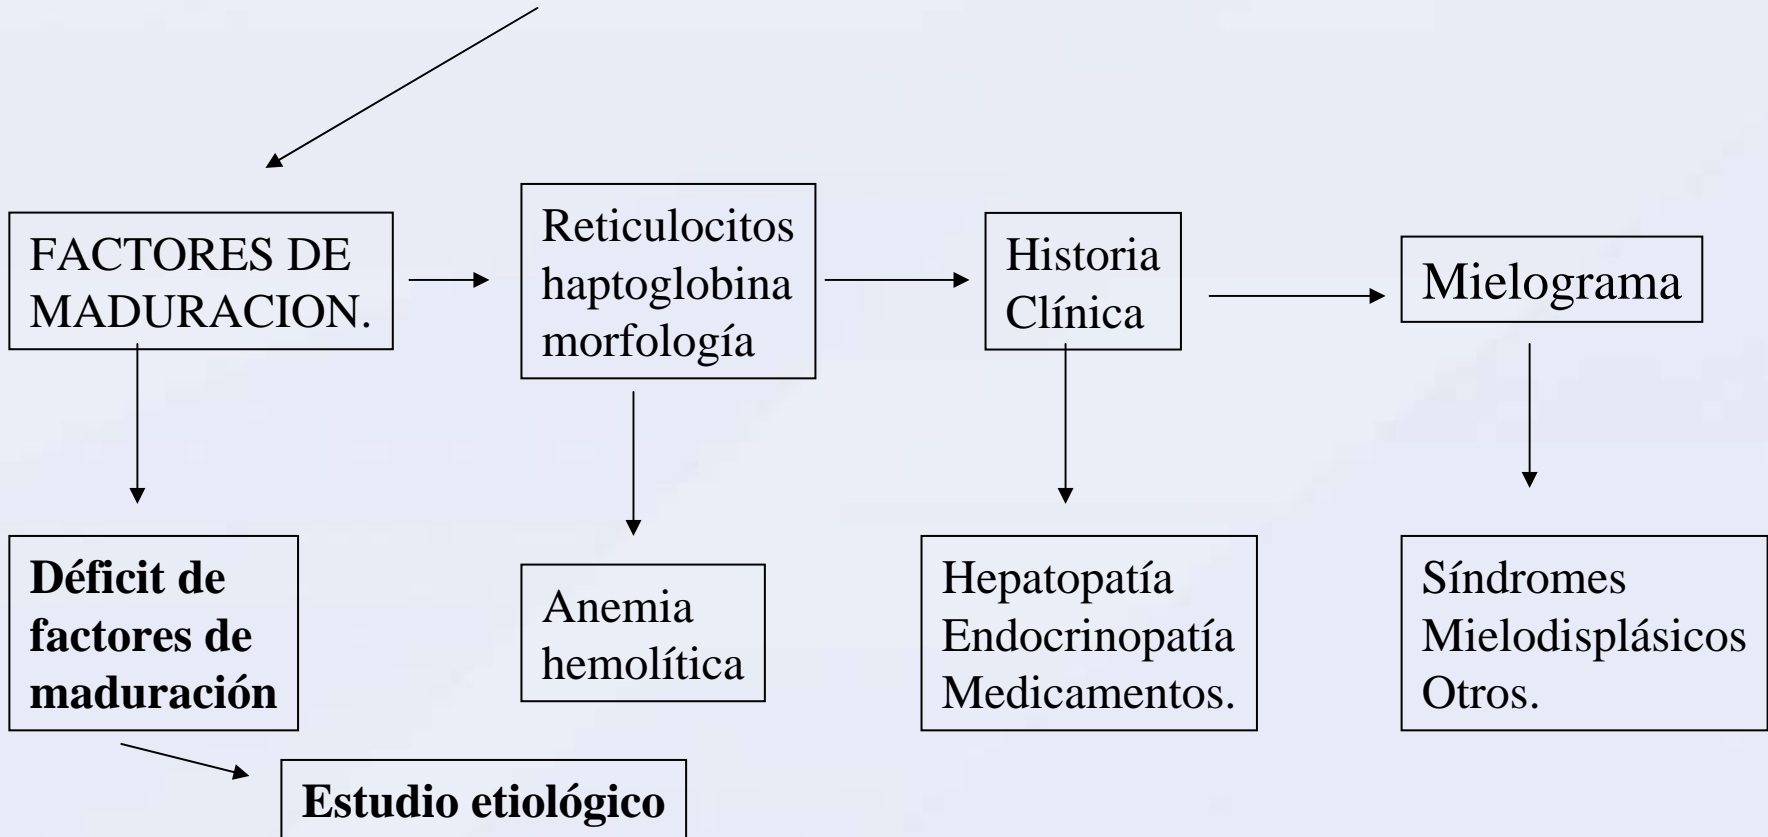 FACTORES DE
MADURACION.
Reticulocitos
haptoglobina
morfología
Historia
Clínica
Mielograma
Déficit de
factores de
maduración
Anemia
hemolítica
Hepatopatía
Endocrinopatía
Medicamentos.
Síndromes
Mielodisplásicos
Otros.
Estudio etiológico